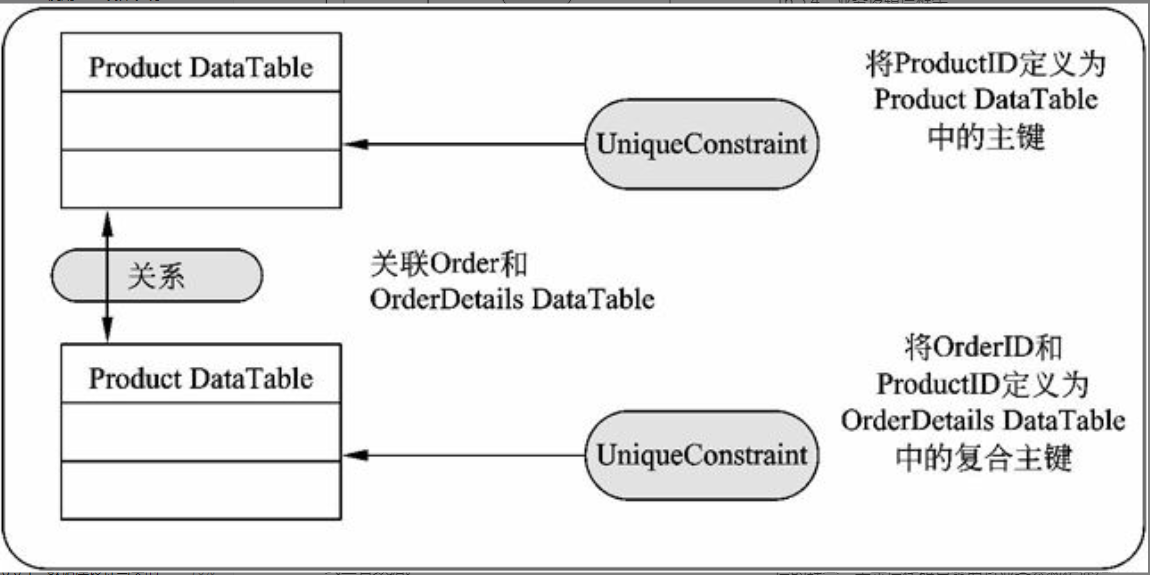 Product DataTable
UniqueConstraint
将ProductID定义为
Product DataTable
中的主键
关系
关联Order和
OrderDetails DataTable
Product DataTable
UniqueConstraint
将OrderID和
ProductID定义为
OrderDetails DataTable
中的复合主键